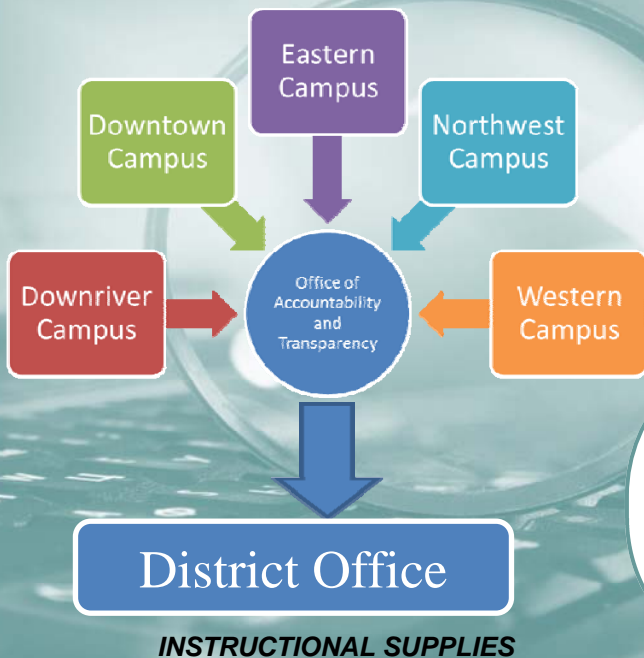 Eastern
Campus
Downtown
Campus
Northwest
Campus
Downriver
Campus
Office of
Accountability
and
Transparency
Western
Campus
District Office
INSTRUCTIONAL SUPPLIES